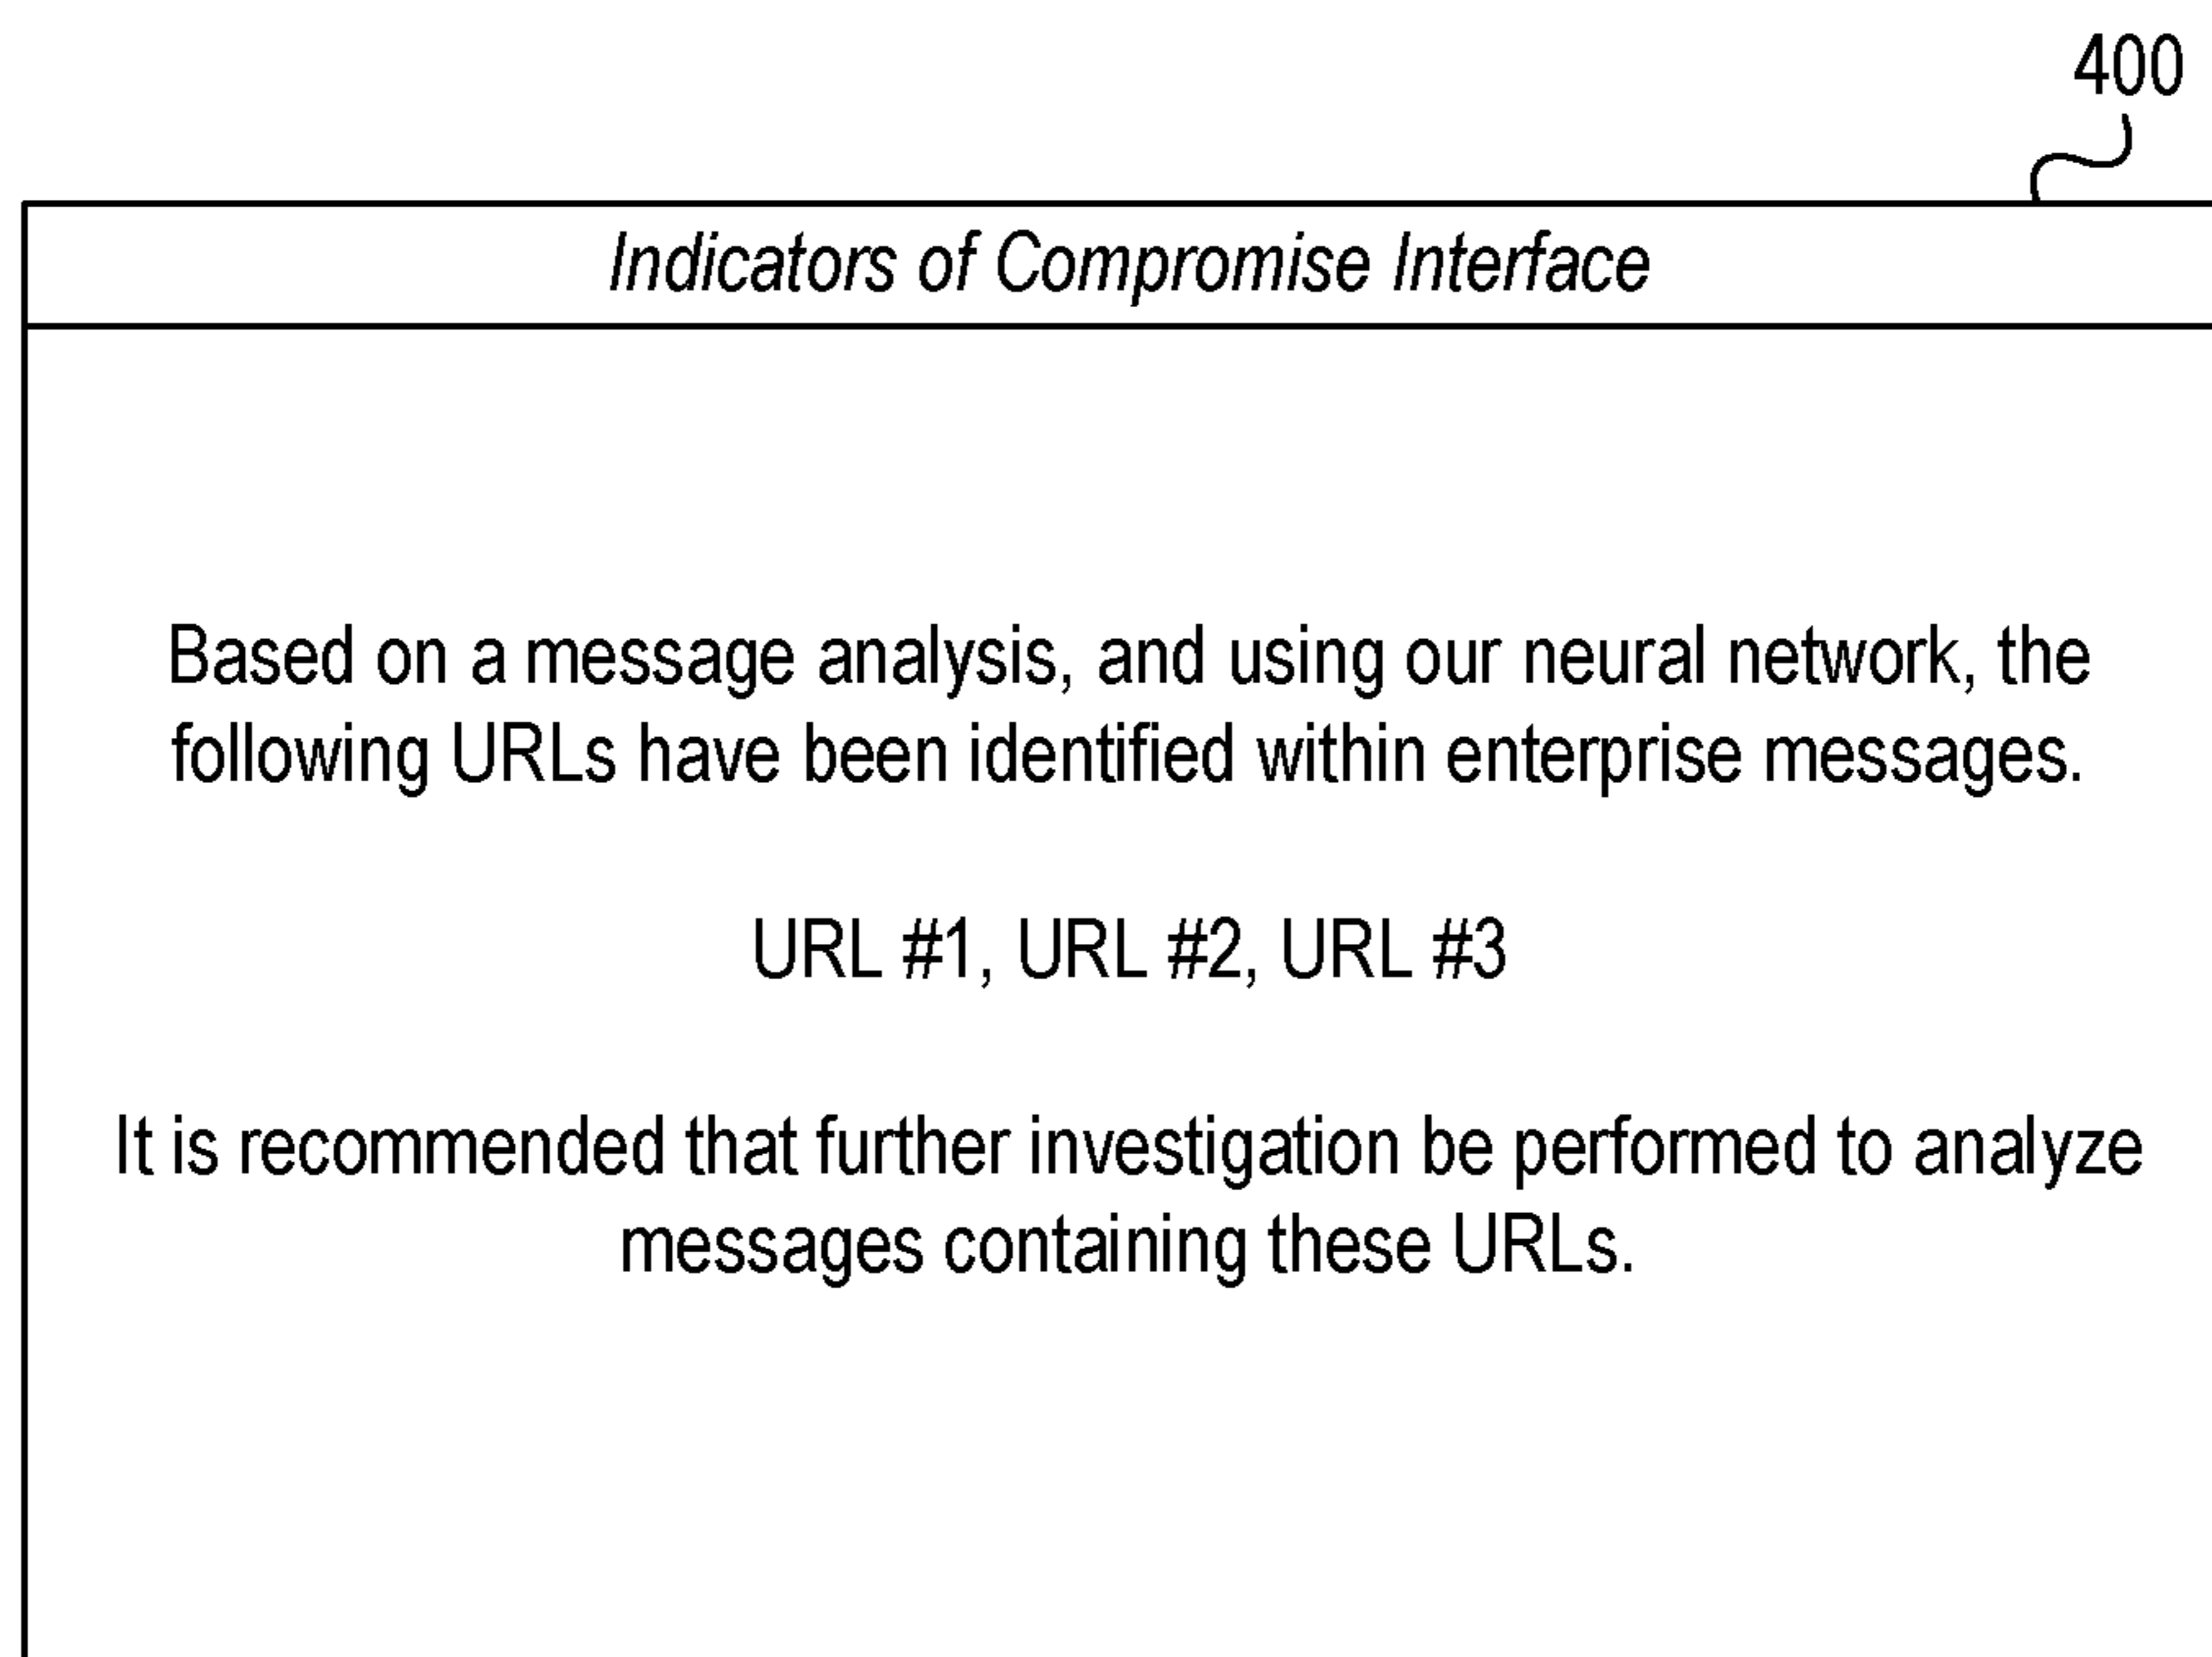 400
Indicators of Compromise Interface
Based on a message analysis, and using our neural network, the
following URLs have been identified within enterprise messages.
URL #1, URL #2, URL #3
It is recommended that further investigation be performed to analyze
messages containing these URLs.